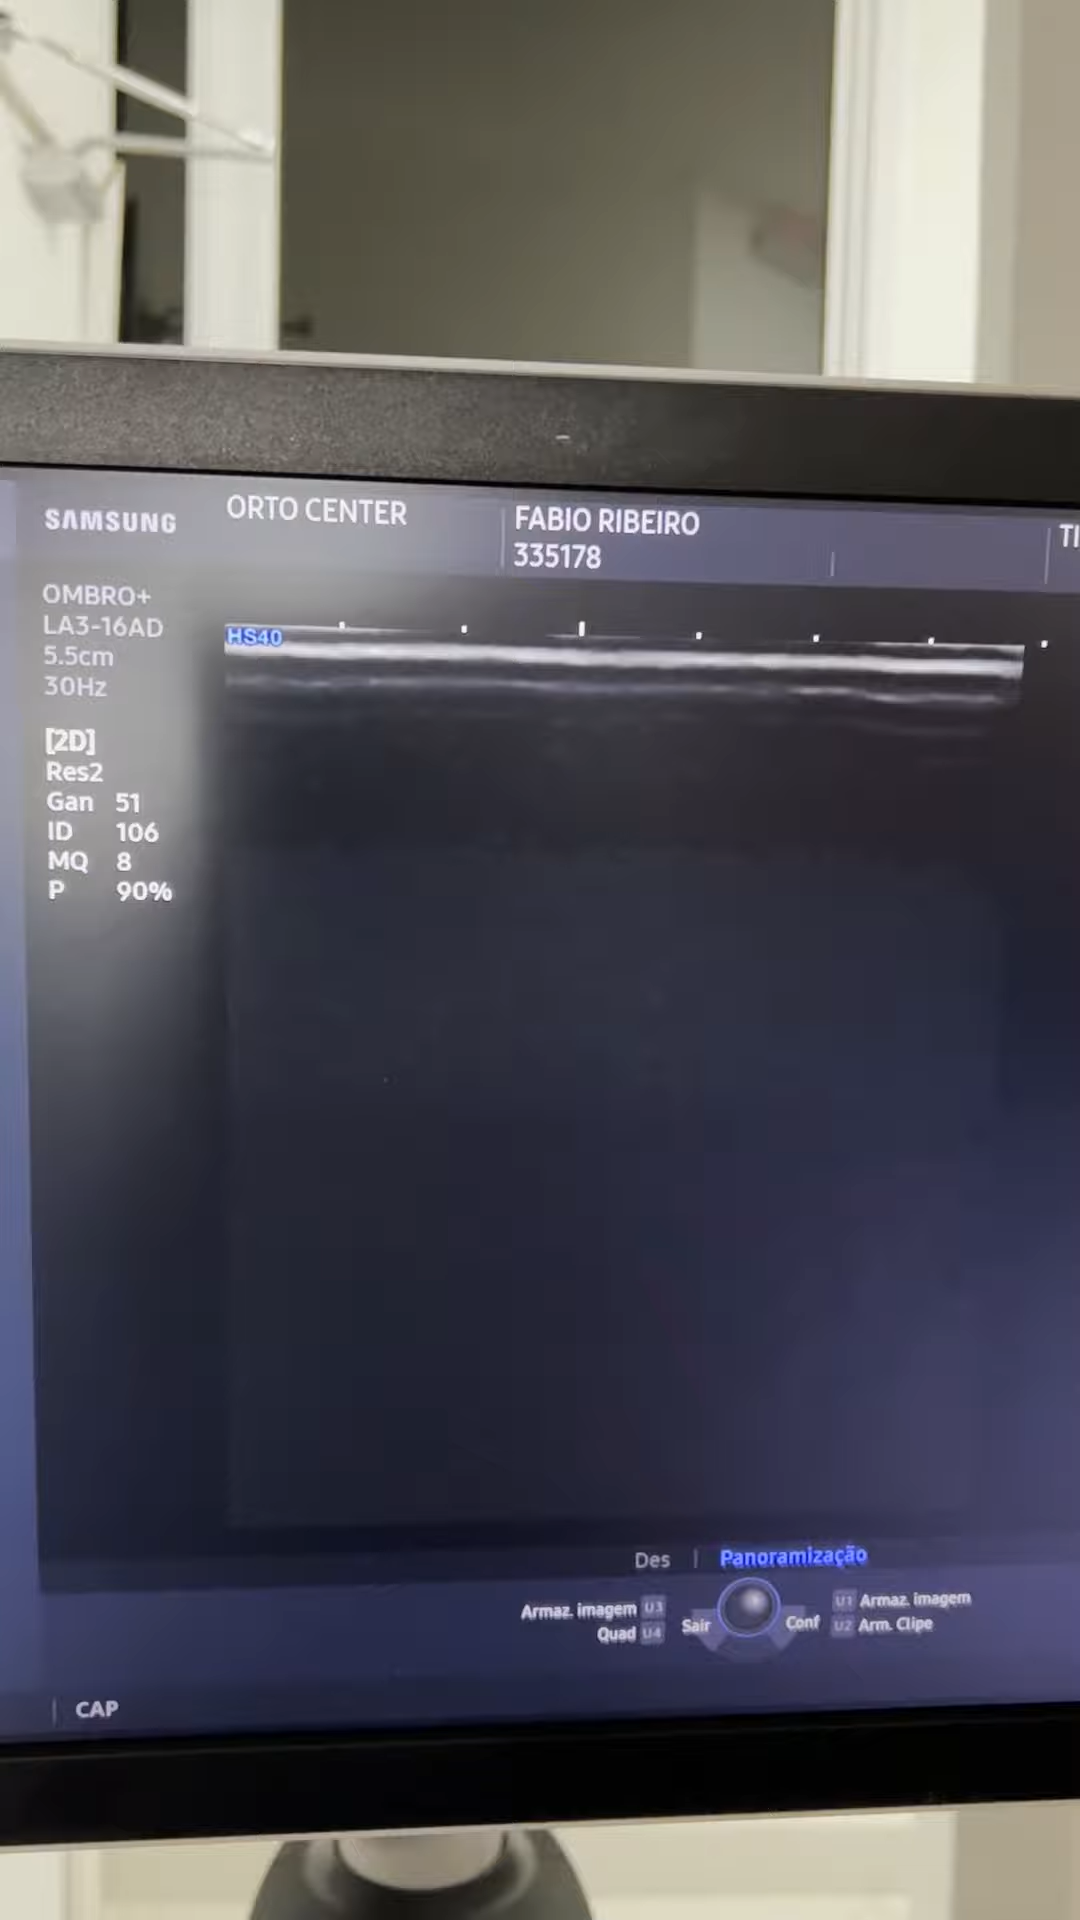 SAMSUNG
ORTO CENTER
FABIO RIBEIRO
335178
TI
OMBRO+
LA3-16AD
5.5cm
30Hz
HS40
[2D]
Res2
Gan 51
ID 106
MQ 8
P 90%
Des | Panoramização
Armaz. imagem U3
Quad U4
Sair
Conf
U1 Armaz. imagem
U2 Arm. Clipe
CAP